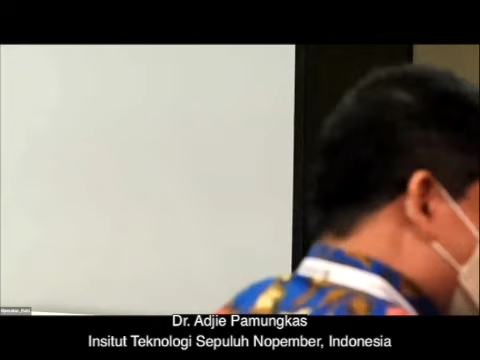 Dr. Adjie Pamungkas
Insitut Teknologi Sepuluh Nopember, Indonesia